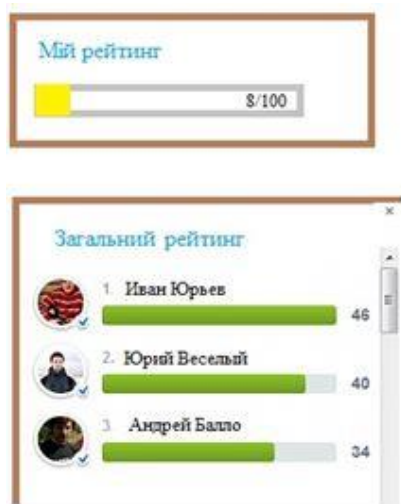 Мій рейтинг
8/100
Загальний рейтинг
1. Иван Юрьев
46
2. Юрий Веселый
40
3. Андрей Балло
34